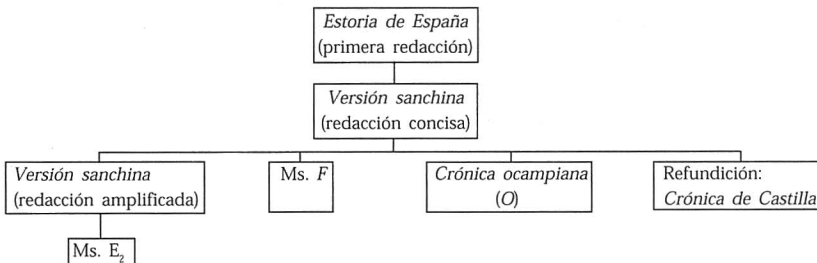 Estoria de España
(primera redacción)
Versión sanchina
(redacción concisa)
Versión sanchina
(redacción amplificada)
Ms. E₂
Ms. F
Crónica ocampiana
(O)
Refundición:
Crónica de Castilla